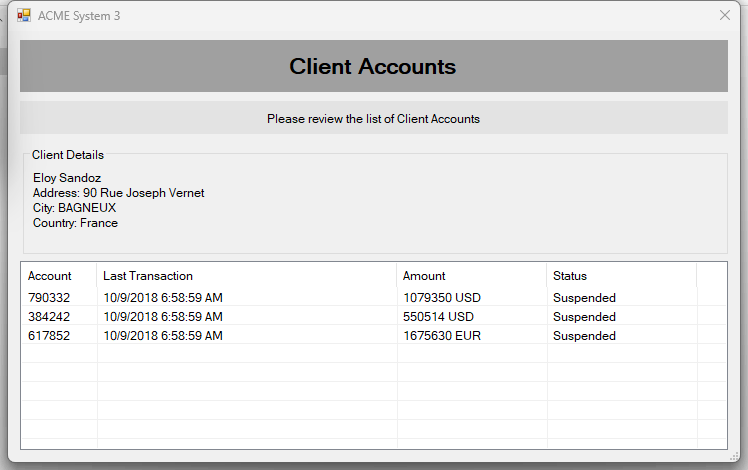 ACME System 3
Client Accounts
Please review the list of Client Accounts
Client Details
Eloy Sandoz
Address: 90 Rue Joseph Vernet
City: BAGNEUX
Country: France
Account Last Transaction Amount Status
790332 10/9/2018 6:58:59 AM 1079350 USD Suspended
384242 10/9/2018 6:58:59 AM 550514 USD Suspended
617852 10/9/2018 6:58:59 AM 1675630 EUR Suspended